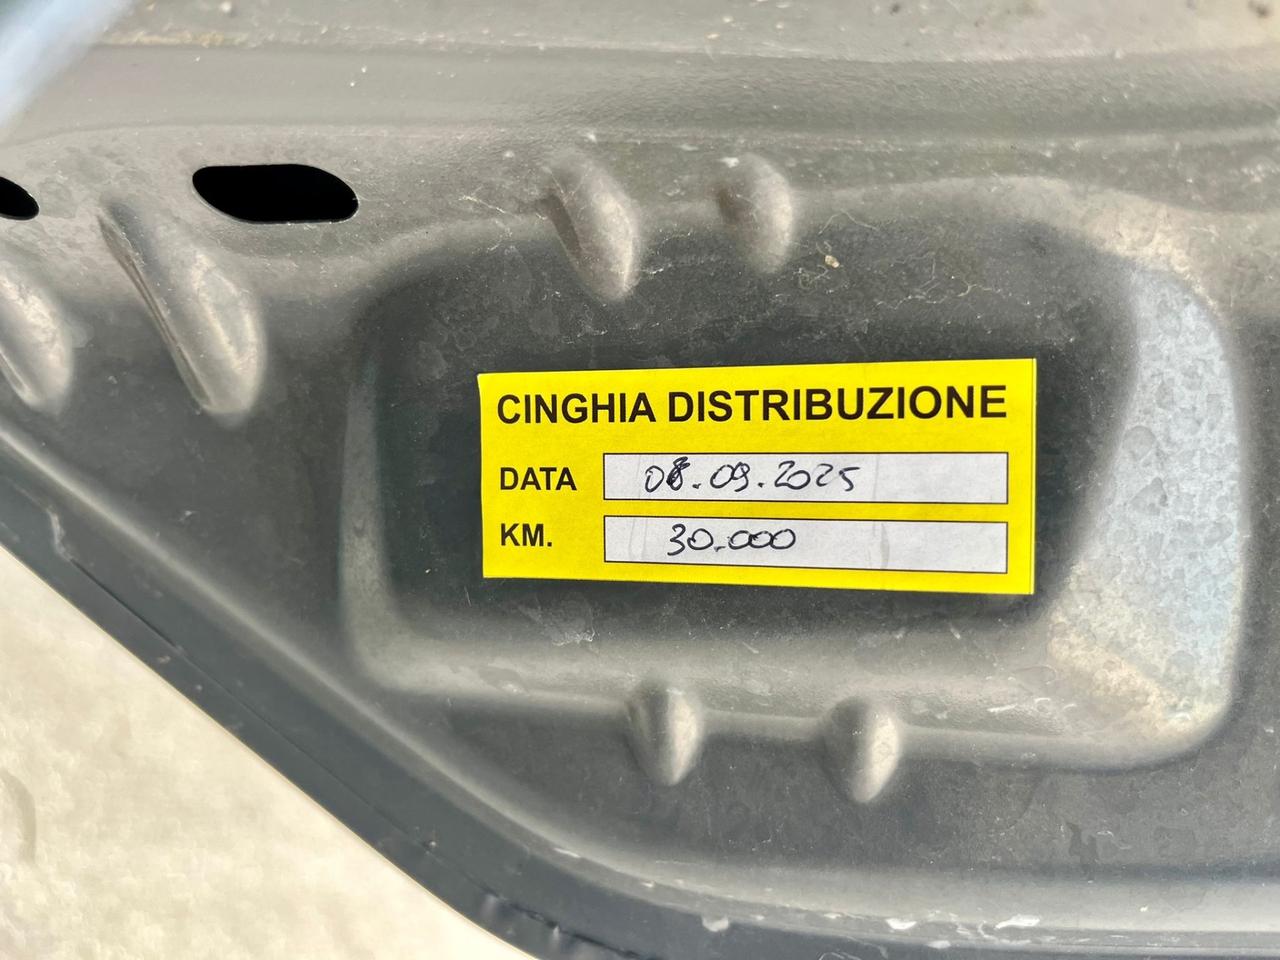 CINGHIA DISTRIBUZIONE
DATA 08.09.2025
KM. 30.000